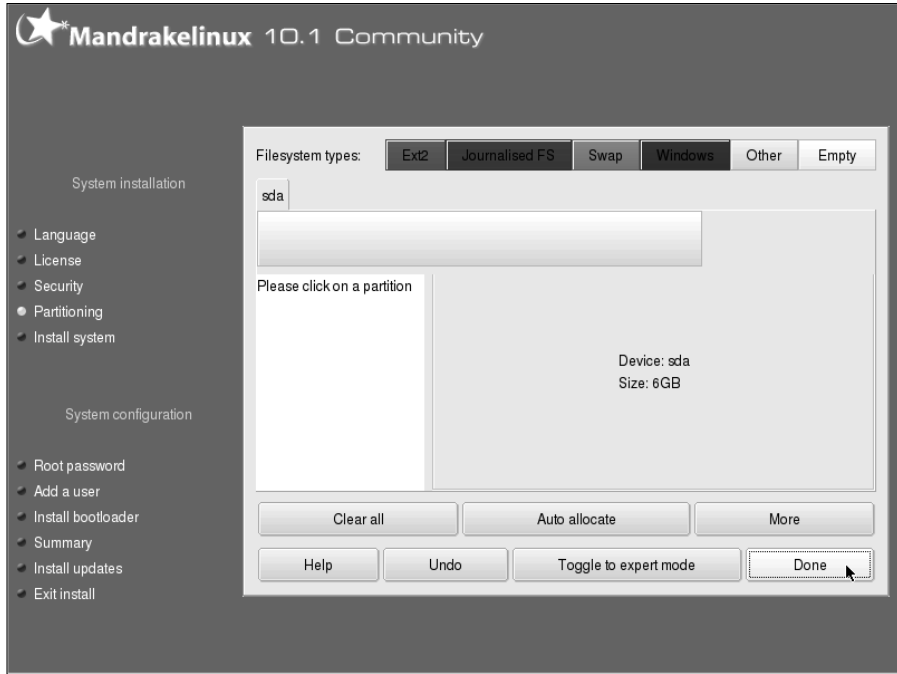 Mandrakelinux 10.1 Community
Filesystem types: Ext2 Journalised FS Swap Windows Other Empty
sda
Please click on a partition
Device: sda
Size: 6GB
Clear all Auto allocate More
Help Undo Toggle to expert mode Done
System installation
Language
License
Security
Partitioning
Install system
System configuration
Root password
Add a user
Install bootloader
Summary
Install updates
Exit install